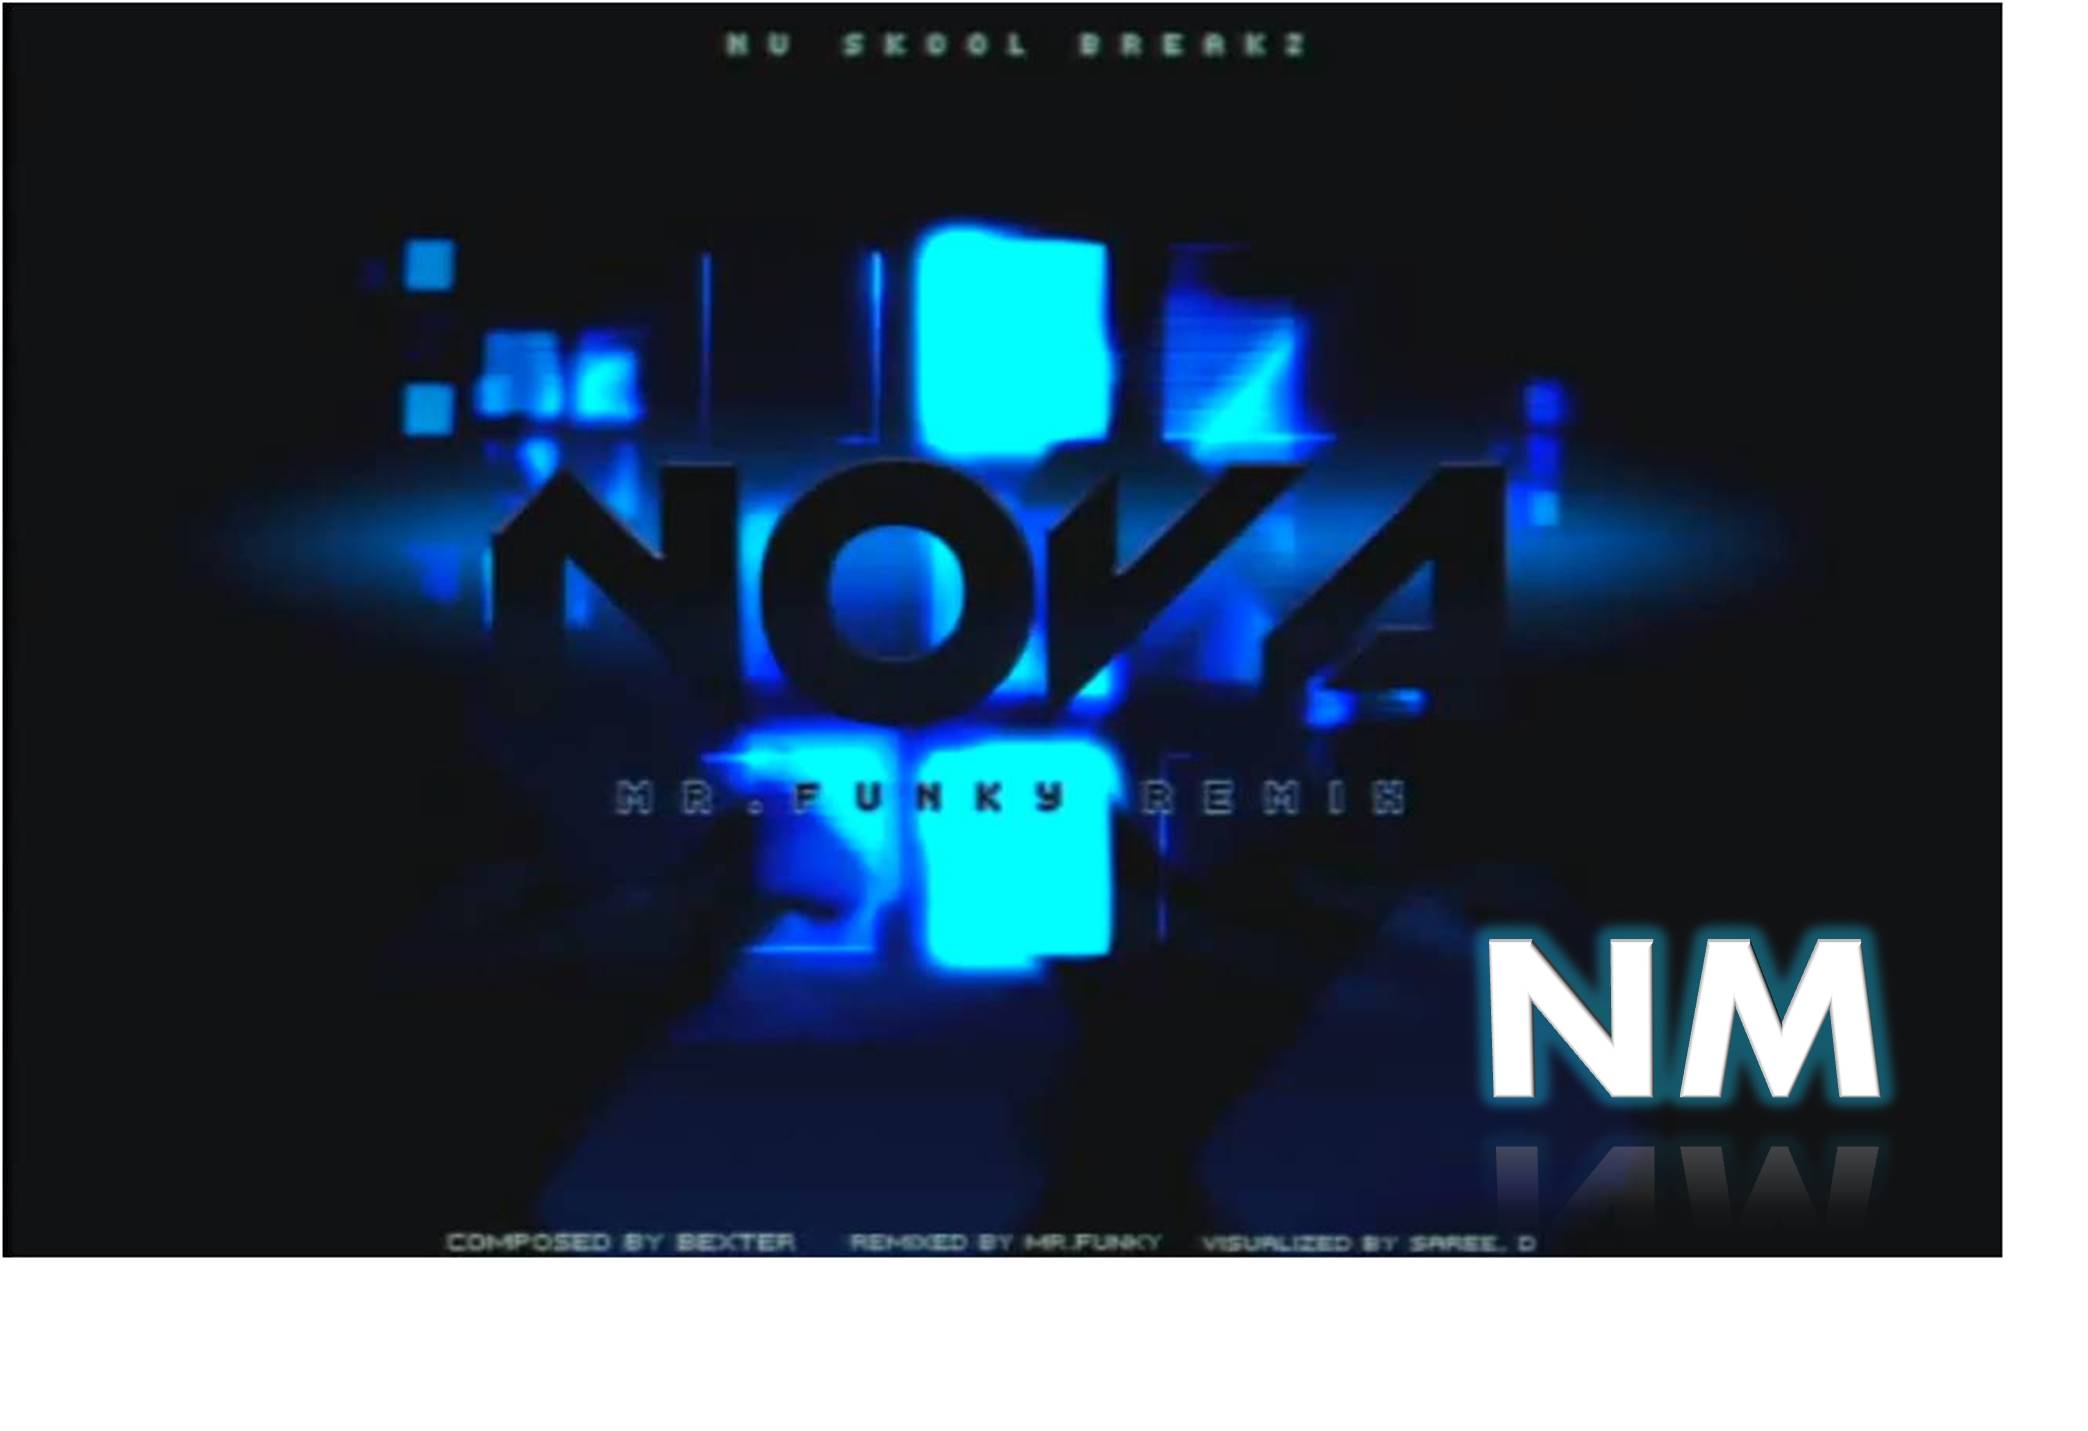 NU SKOOL BREAKZ
NOVA
MR.FUNKY REMIX
NM
COMPOSED BY BEXTER REMIXED BY MR.FUNKY VISUALIZED BY SAREE. D